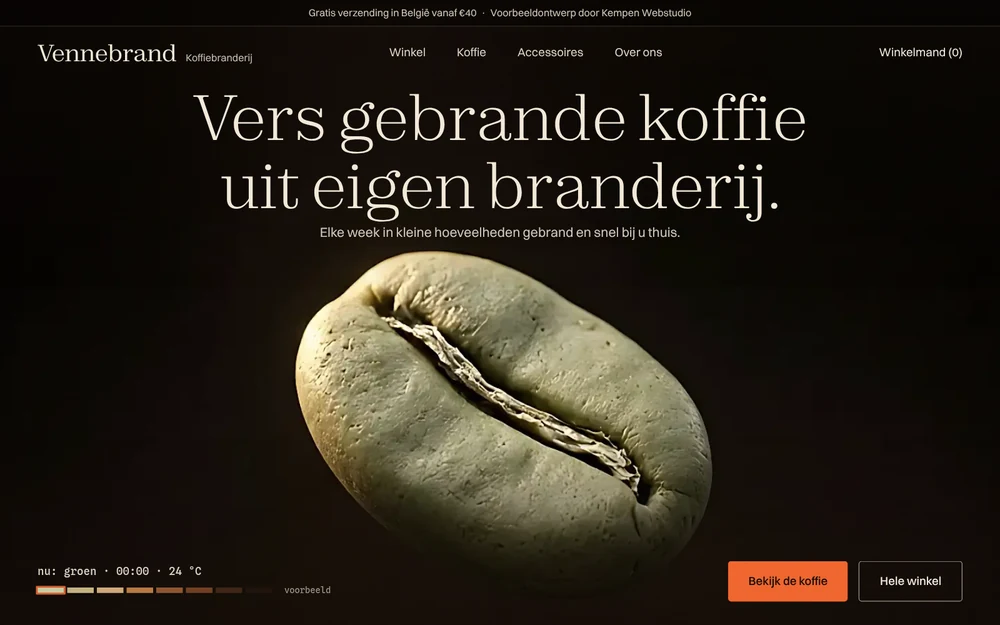 Gratis verzending in België vanaf €40 · Voorbeeldontwerp door Kempen Webstudio
Vennebrand Koffiebranderij
Winkel Koffie Accessoires Over ons
Winkelmand (0)
Vers gebrande koffie
uit eigen branderij.
Elke week in kleine hoeveelheden gebrand en snel bij u thuis.
nu: groen · 00:00 · 24 °C
voorbeeld
Bekijk de koffie
Hele winkel